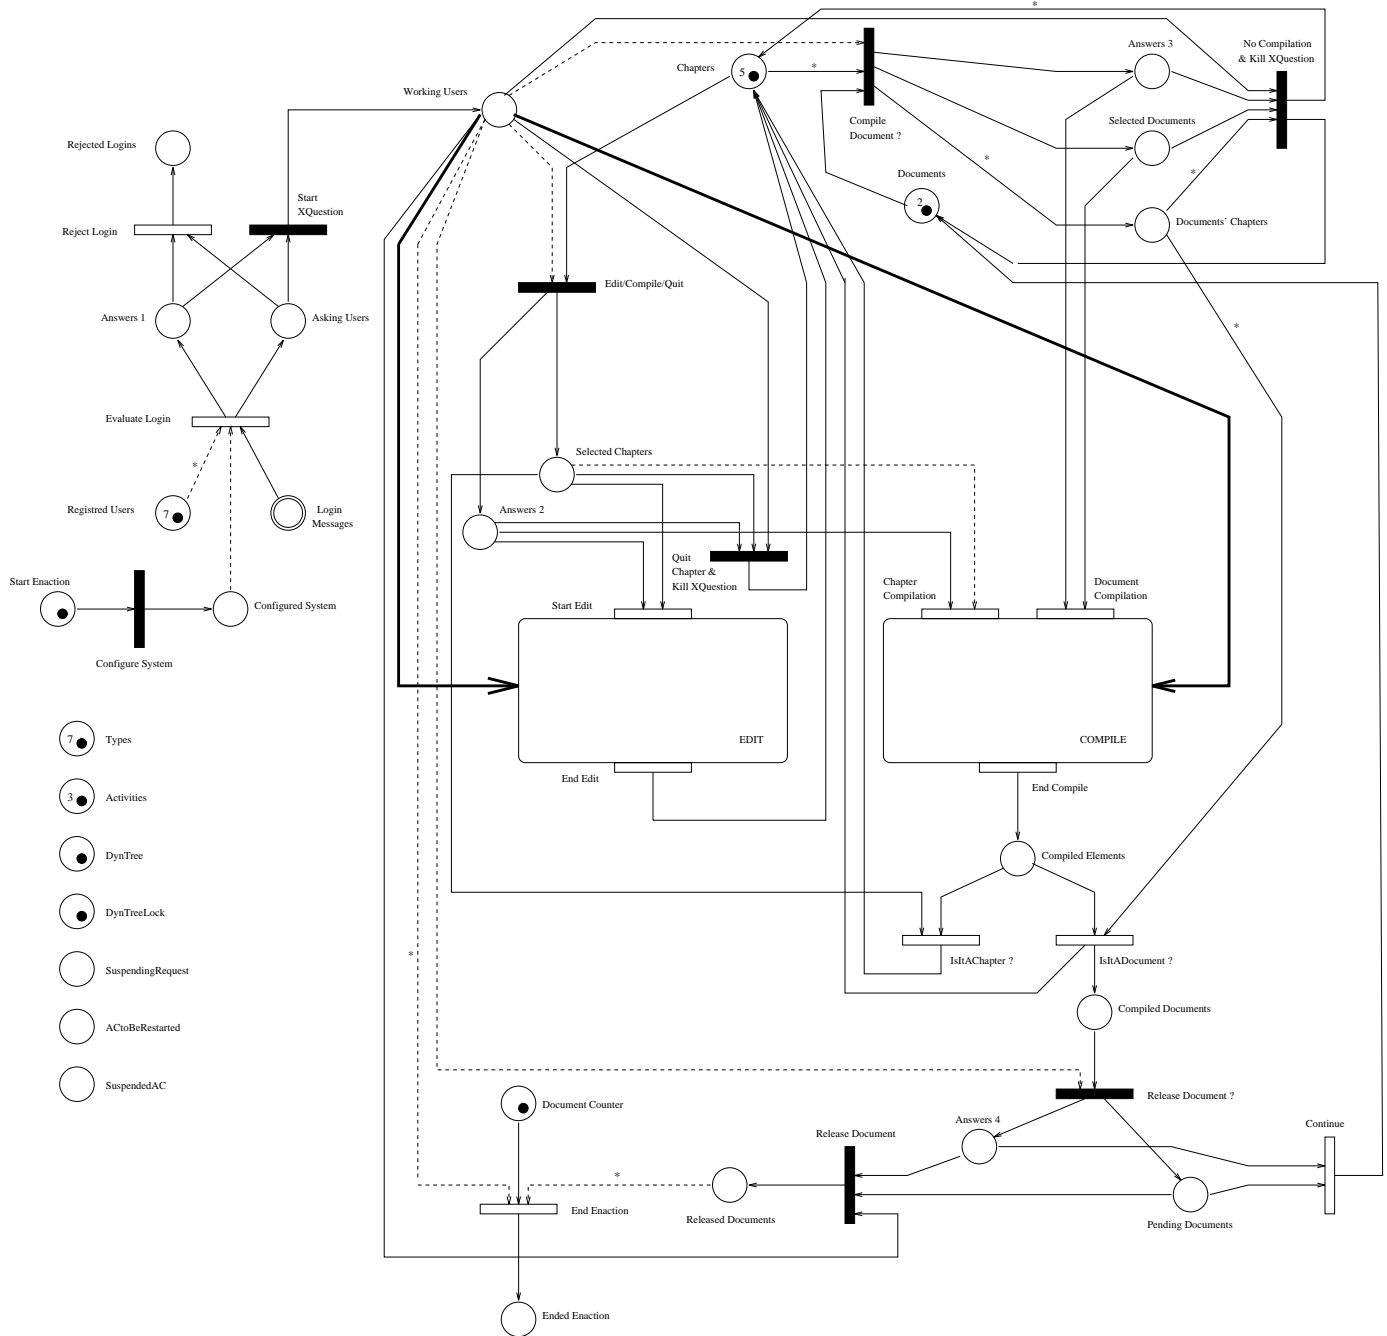 *
Answers 3
No Compilation
& Kill XQuestion
Chapters
5
*
Working Users
Compile
Document ?
Selected Documents
Rejected Logins
*
Documents
*
Start
XQuestion
2
Documents' Chapters
Reject Login
Edit/Compile/Quit
Answers 1
Asking Users
*
Evaluate Login
Selected Chapters
*
Registred Users
7
Login
Messages
Answers 2
Quit
Chapter &
Kill XQuestion
Chapter
Compilation
Document
Compilation
Start Enaction
Configured System
Start Edit
Configure System
7
Types
EDIT
COMPILE
End Edit
End Compile
3
Activities
DynTree
Compiled Elements
DynTreeLock
*
IsItAChapter ?
IsItADocument ?
SuspendingRequest
Compiled Documents
ACtoBeRestarted
SuspendedAC
Document Counter
Release Document ?
Answers 4
Continue
Release Document
*
End Enaction
Released Documents
Pending Documents
Ended Enaction